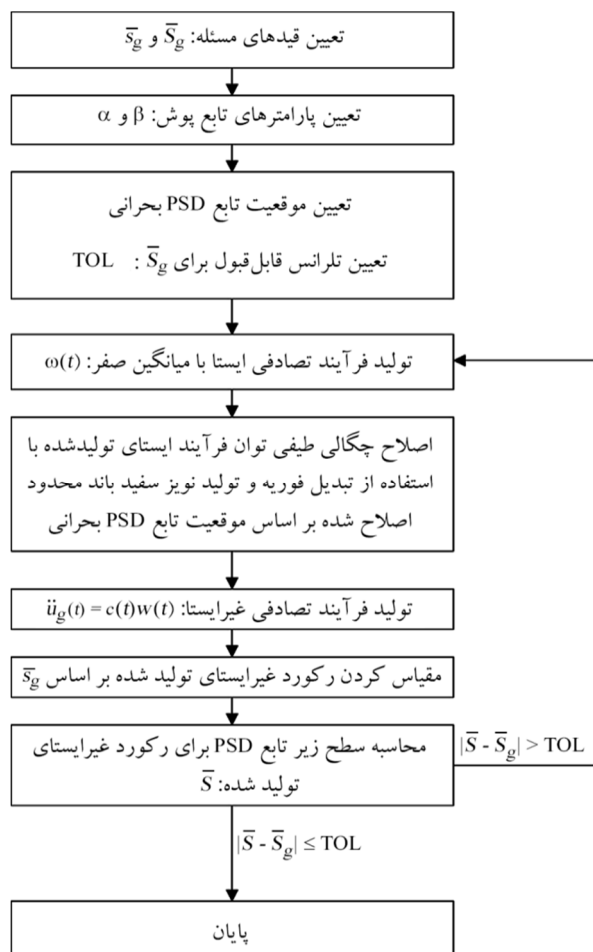 تعیین قیدهای مسئله: S̅g و s̅g
تعیین پارامترهای تابع پوش: β و α
تعیین موقعیت تابع PSD بحرانی
تعیین تلرانس قابل‌قبول برای S̅g : TOL
تولید فرآیند تصادفی ایستا با میانگین صفر: ω(t)
اصلاح چگالی طیفی توان فرآیند ایستای تولیدشده با
استفاده از تبدیل فوریه و تولید نویز سفید باند محدود
اصلاح شده بر اساس موقعیت تابع PSD بحرانی
تولید فرآیند تصادفی غیرایستا: üg(t) = c(t)w(t)
مقیاس کردن رکورد غیرایستای تولید شده بر اساس s̅g
محاسبه سطح زیر تابع PSD برای رکورد غیرایستای
تولید شده: S̅
|S̅ - S̅g| > TOL
|S̅ - S̅g| ≤ TOL
پایان